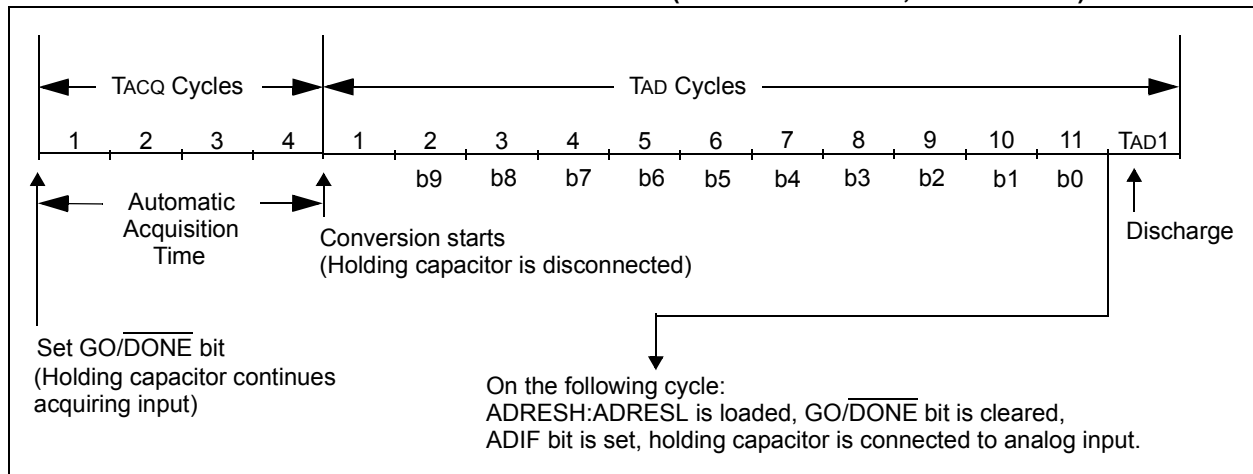 TACQ Cycles
TAD Cycles
1 2 3 4 1 2 3 4 5 6 7 8 9 10 11 TAD1
b9 b8 b7 b6 b5 b4 b3 b2 b1 b0
Automatic
Acquisition
Time
Conversion starts
(Holding capacitor is disconnected)
Discharge
Set GO/DONE bit
(Holding capacitor continues
acquiring input)
On the following cycle:
ADRESH:ADRESL is loaded, GO/DONE bit is cleared,
ADIF bit is set, holding capacitor is connected to analog input.